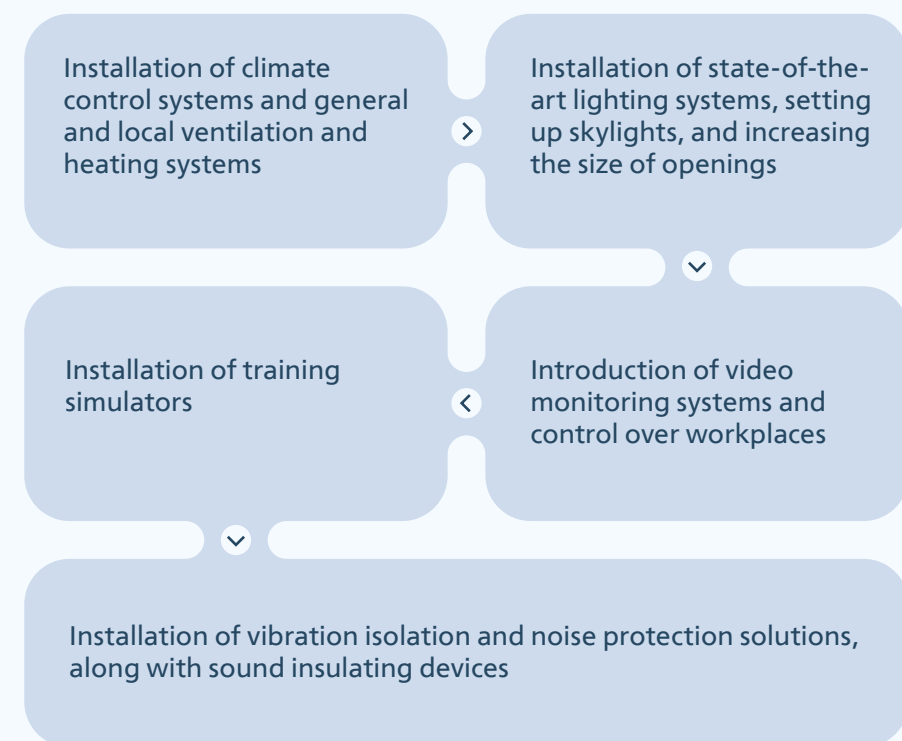 Installation of climate
control systems and general
and local ventilation and
heating systems
Installation of state-of-the-
art lighting systems, setting
up skylights, and increasing
the size of openings
Introduction of video
monitoring systems and
control over workplaces
Installation of training
simulators
Installation of vibration isolation and noise protection solutions,
along with sound insulating devices